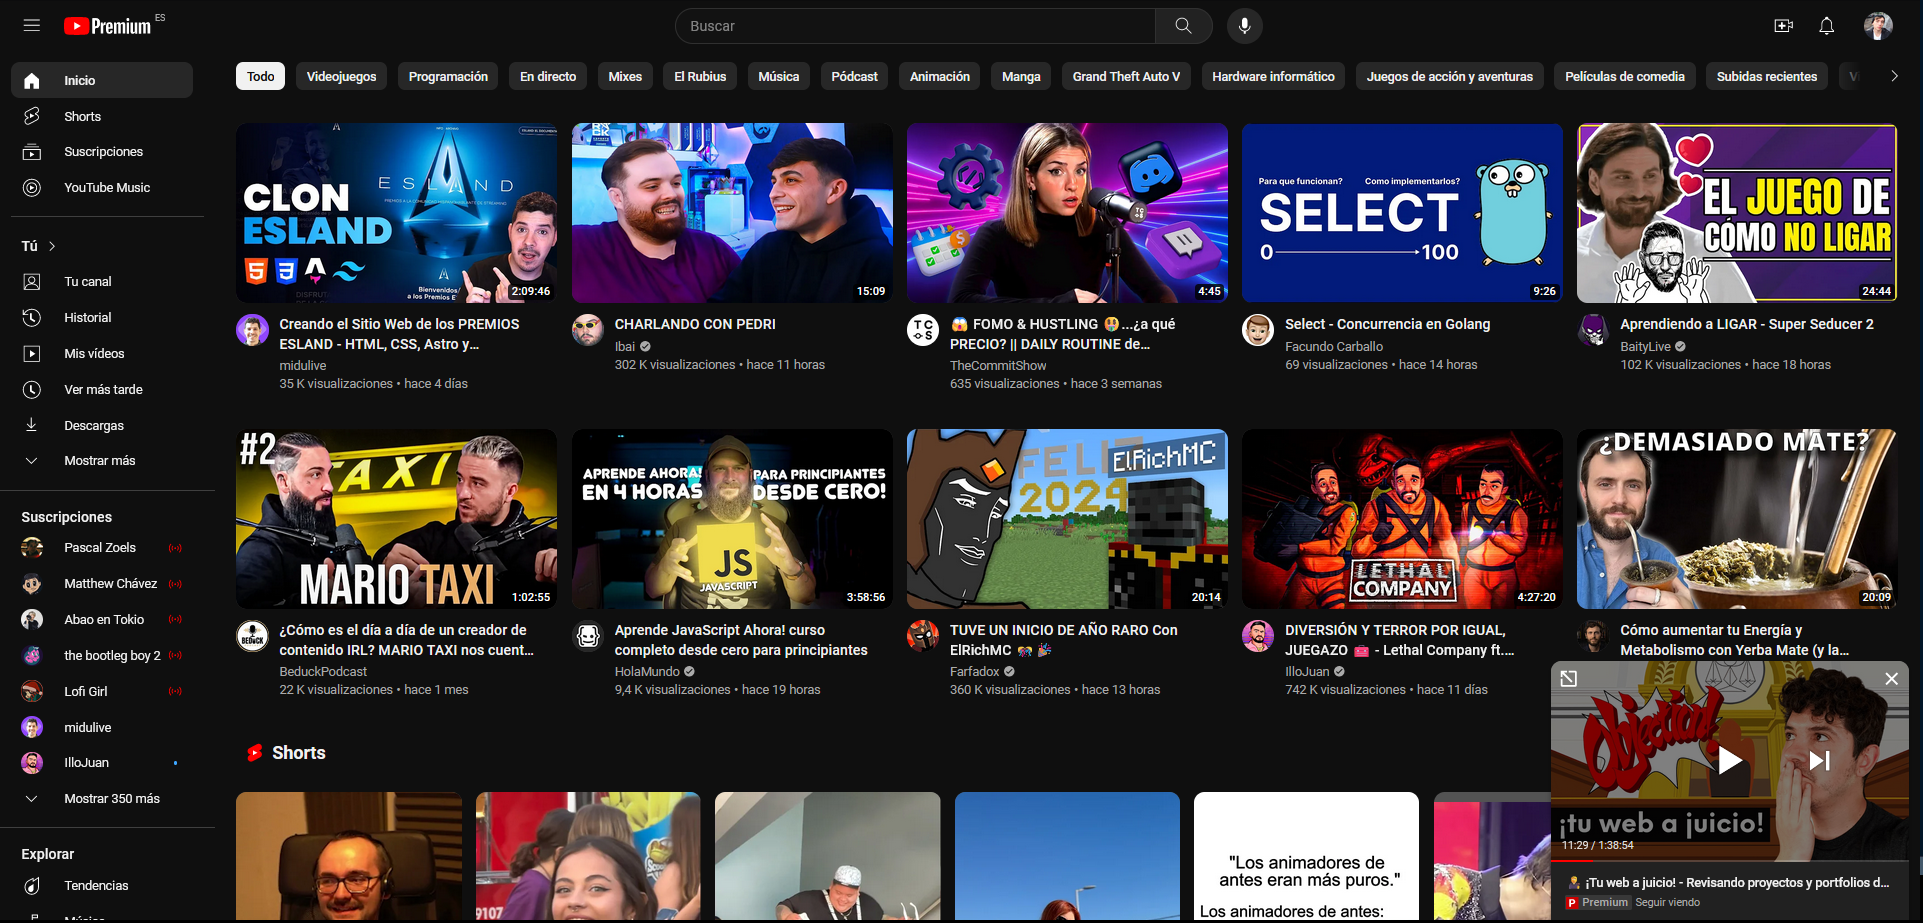 Premium
ES
Buscar
Inicio
Shorts
Suscripciones
YouTube Music
Tú
Tu canal
Historial
Mis vídeos
Ver más tarde
Descargas
Mostrar más
Suscripciones
Pascal Zoels
Matthew Chávez
Abao en Tokio
the bootleg boy 2
Lofi Girl
midulive
IlloJuan
Mostrar 350 más
Explorar
Tendencias
Música
Todo
Videojuegos
Programación
En directo
Mixes
El Rubius
Música
Pódcast
Animación
Manga
Grand Theft Auto V
Hardware informático
Juegos de acción y aventuras
Películas de comedia
Subidas recientes
CLON
ESLAND
ESLAND
Bienvenidos/
a los Premios E
2:09:46
Creando el Sitio Web de los PREMIOS
ESLAND - HTML, CSS, Astro y...
midulive
35 K visualizaciones • hace 4 días
15:09
CHARLANDO CON PEDRI
Ibai
302 K visualizaciones • hace 11 horas
4:45
TC
OS
😱 FOMO & HUSTLING 🤑...¿a qué
PRECIO? || DAILY ROUTINE de...
TheCommitShow
635 visualizaciones • hace 3 semanas
Para que funcionan?
Como implementarlos?
SELECT
0
100
9:26
Select - Concurrencia en Golang
Facundo Carballo
69 visualizaciones • hace 14 horas
EL JUEGO DE
CÓMO NO LIGAR
24:44
Aprendiendo a LIGAR - Super Seducer 2
BaityLive
102 K visualizaciones • hace 18 horas
#2
TAXI
MARIO TAXI
1:02:55
BEDUCK
¿Cómo es el día a día de un creador de
contenido IRL? MARIO TAXI nos cuent...
BeduckPodcast
22 K visualizaciones • hace 1 mes
APRENDE AHORA!
EN 4 HORAS
PARA PRINCIPIANTES
DESDE CERO!
JS
JAVASCRIPT
3:58:56
Aprende JavaScript Ahora! curso
completo desde cero para principiantes
HolaMundo
9,4 K visualizaciones • hace 19 horas
FELIZ
2024
ElRichMC
20:14
TUVE UN INICIO DE AÑO RARO Con
ElRichMC
Farfadox
360 K visualizaciones • hace 13 horas
LETHAL
COMPANY
4:27:20
DIVERSIÓN Y TERROR POR IGUAL,
JUEGAZO - Lethal Company ft....
IlloJuan
742 K visualizaciones • hace 11 días
¿DEMASIADO MATE?
20:09
Cómo aumentar tu Energía y
Metabolismo con Yerba Mate (y la...
Shorts
9107
"Los animadores de
antes eran más puros."
Los animadores de antes:
Objection!
¡tu web a juicio!
11:29 / 1:38:54
¡Tu web a juicio! - Revisando proyectos y portfolios d...
P Premium
Seguir viendo